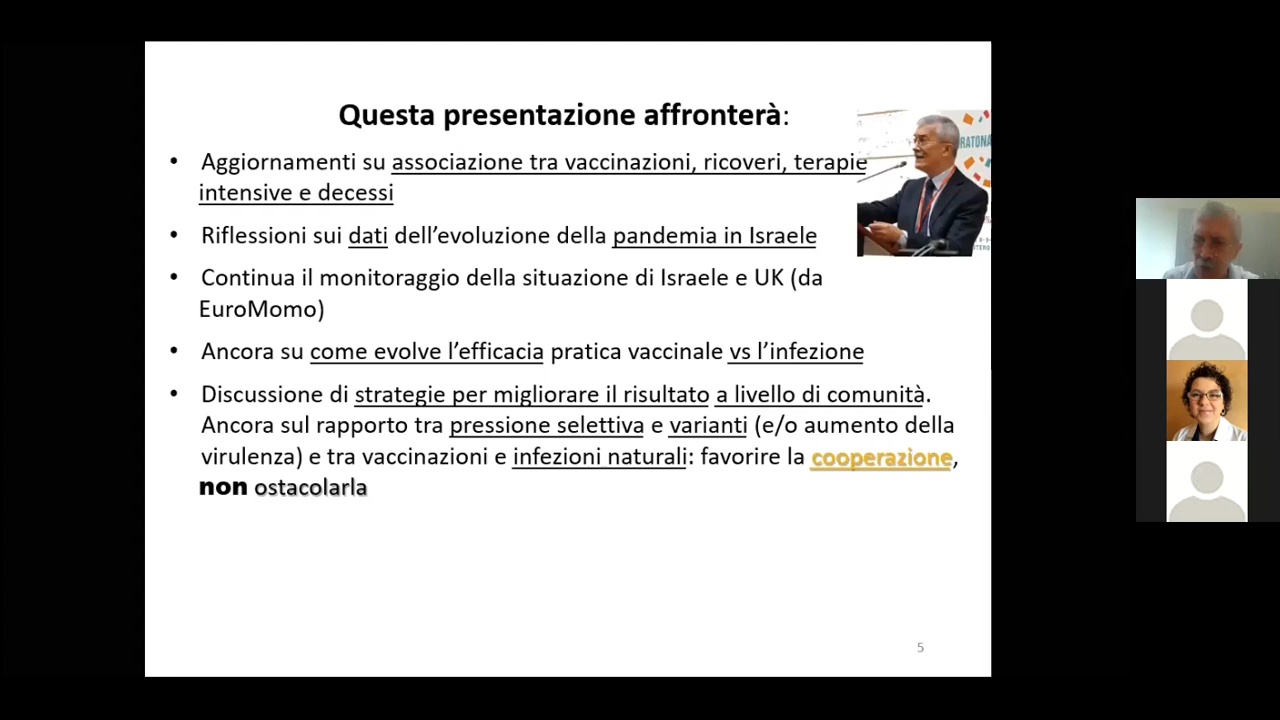 Questa presentazione affronterà:
• Aggiornamenti su associazione tra vaccinazioni, ricoveri, terapie
intensive e decessi
• Riflessioni sui dati dell’evoluzione della pandemia in Israele
• Continua il monitoraggio della situazione di Israele e UK (da
EuroMomo)
• Ancora su come evolve l’efficacia pratica vaccinale vs l’infezione
• Discussione di strategie per migliorare il risultato a livello di comunità.
Ancora sul rapporto tra pressione selettiva e varianti (e/o aumento della
virulenza) e tra vaccinazioni e infezioni naturali: favorire la cooperazione,
non ostacolarla
RATONA
5